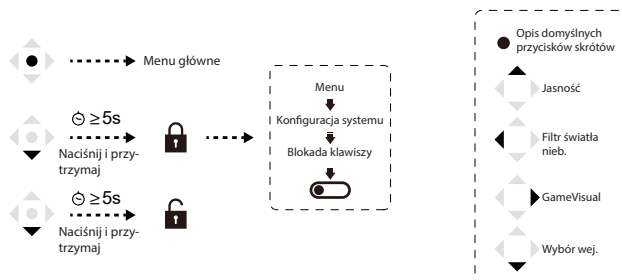 Menu główne
≥5s
Naciśnij i przy-
trzymaj
≥5s
Naciśnij i przy-
trzymaj
Menu
Konfiguracja systemu
Blokada klawiszy
Opis domyślnych
przycisków skrótów
Jasność
Filtr światła
nieb.
GameVisual
Wybór wej.